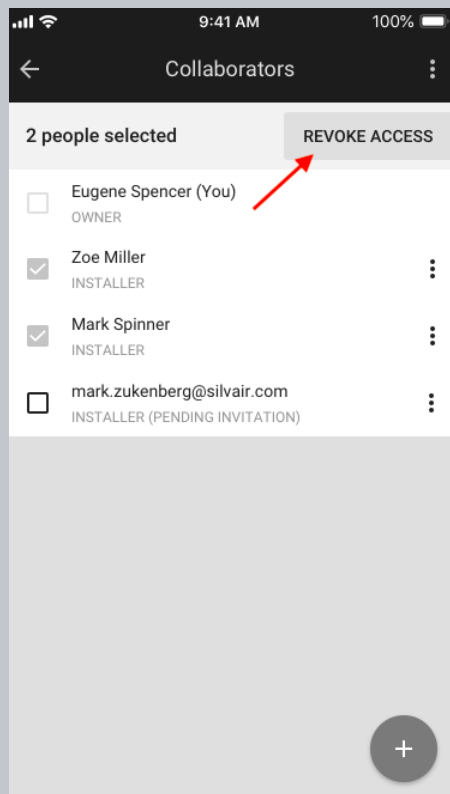 9:41 AM
100%
Collaborators
2 people selected
REVOKE ACCESS
Eugene Spencer (You)
OWNER
Zoe Miller
INSTALLER
Mark Spinner
INSTALLER
mark.zukenberg@silvair.com
INSTALLER (PENDING INVITATION)